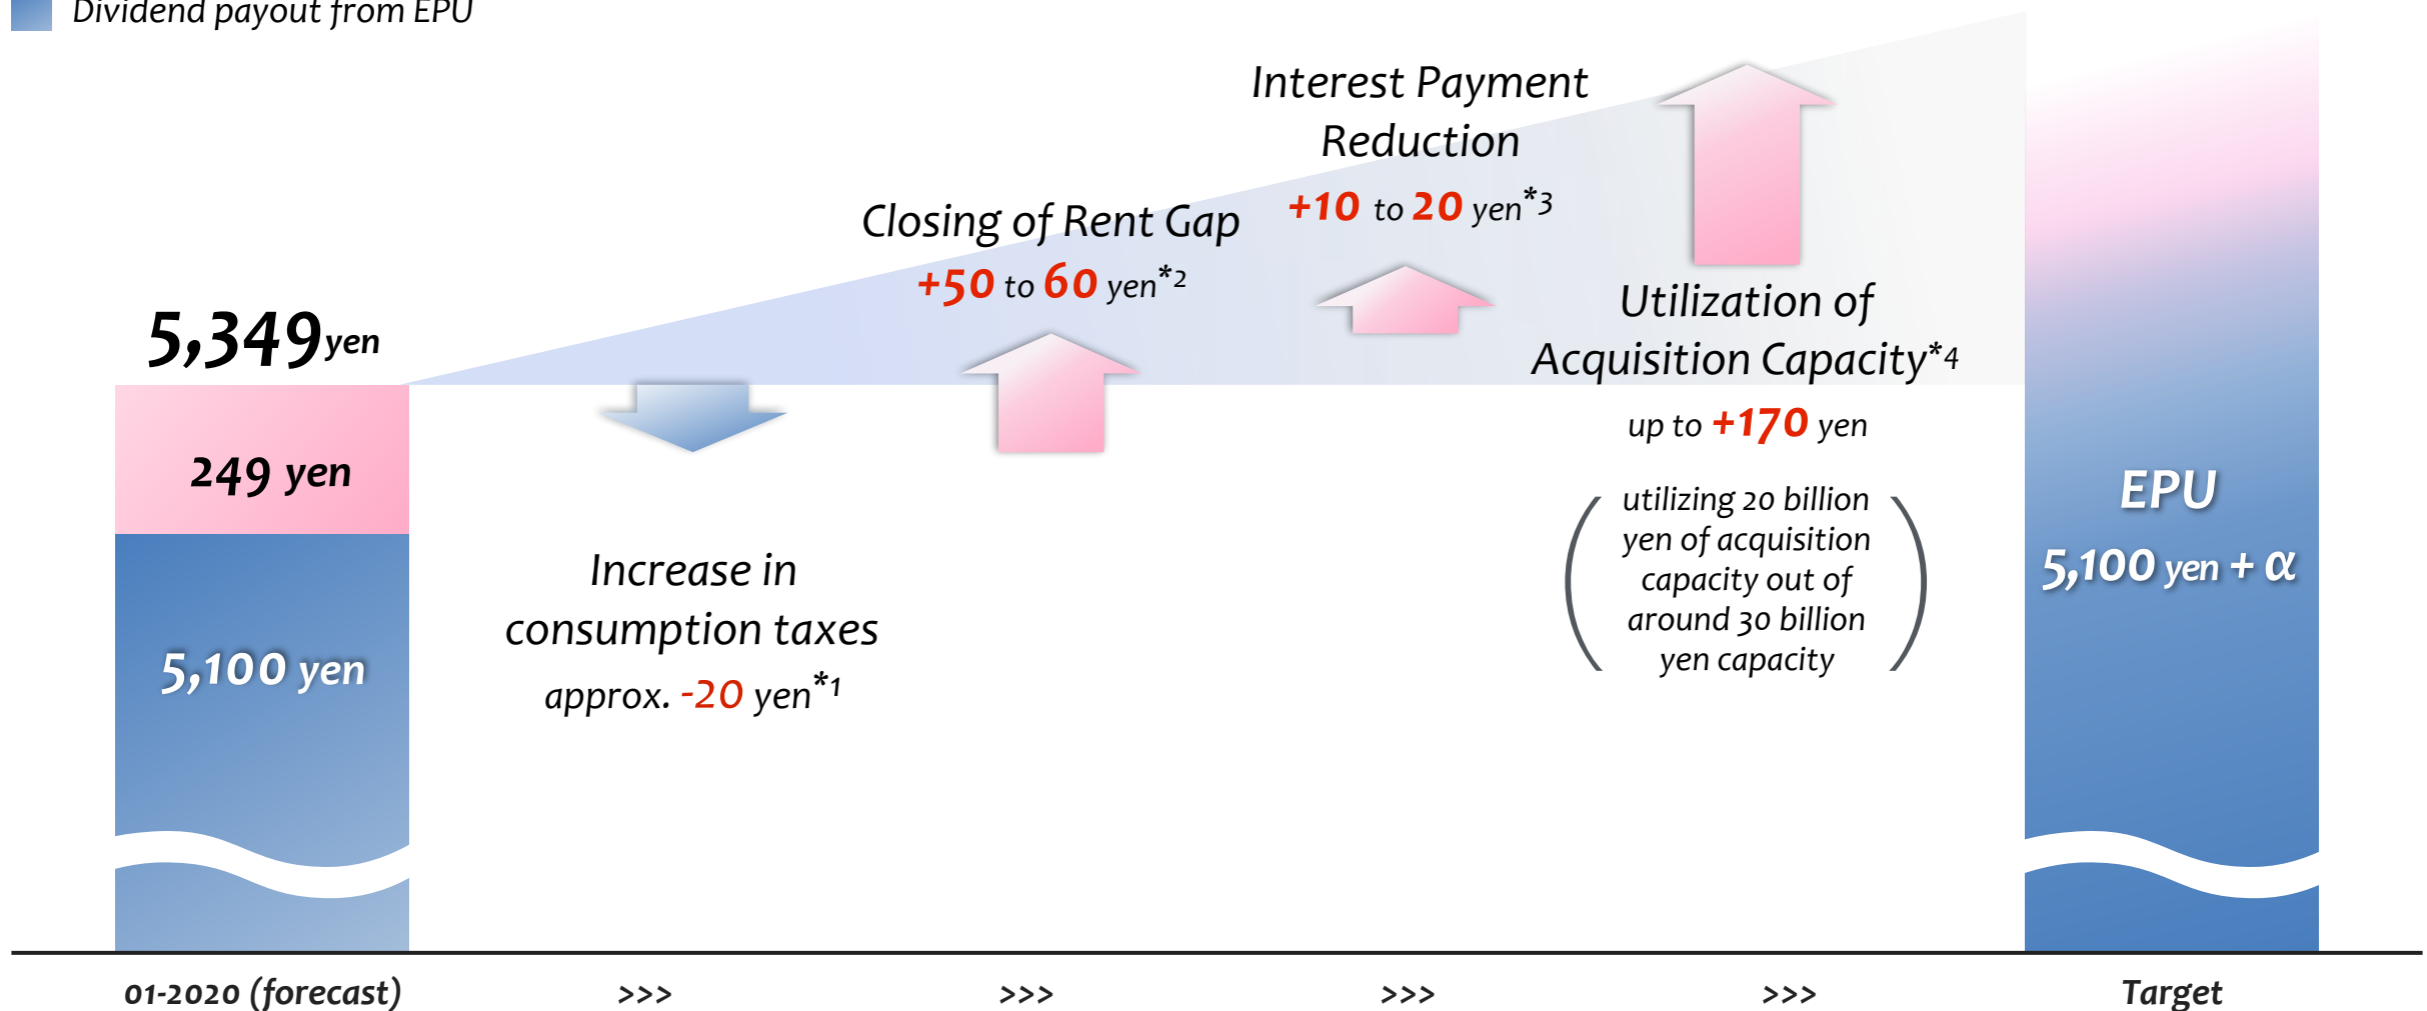 Dividend payout from EPU
Interest Payment
Reduction
+10 to 20 yen*3
Closing of Rent Gap
+50 to 60 yen*2
5,349 yen
249 yen
5,100 yen
Increase in
consumption taxes
approx. -20 yen*1
Utilization of
Acquisition Capacity*4
up to +170 yen
utilizing 20 billion
yen of acquisition
capacity out of
around 30 billion
yen capacity
EPU
5,100 yen + α
01-2020 (forecast)
>>>
>>>
>>>
>>>
Target